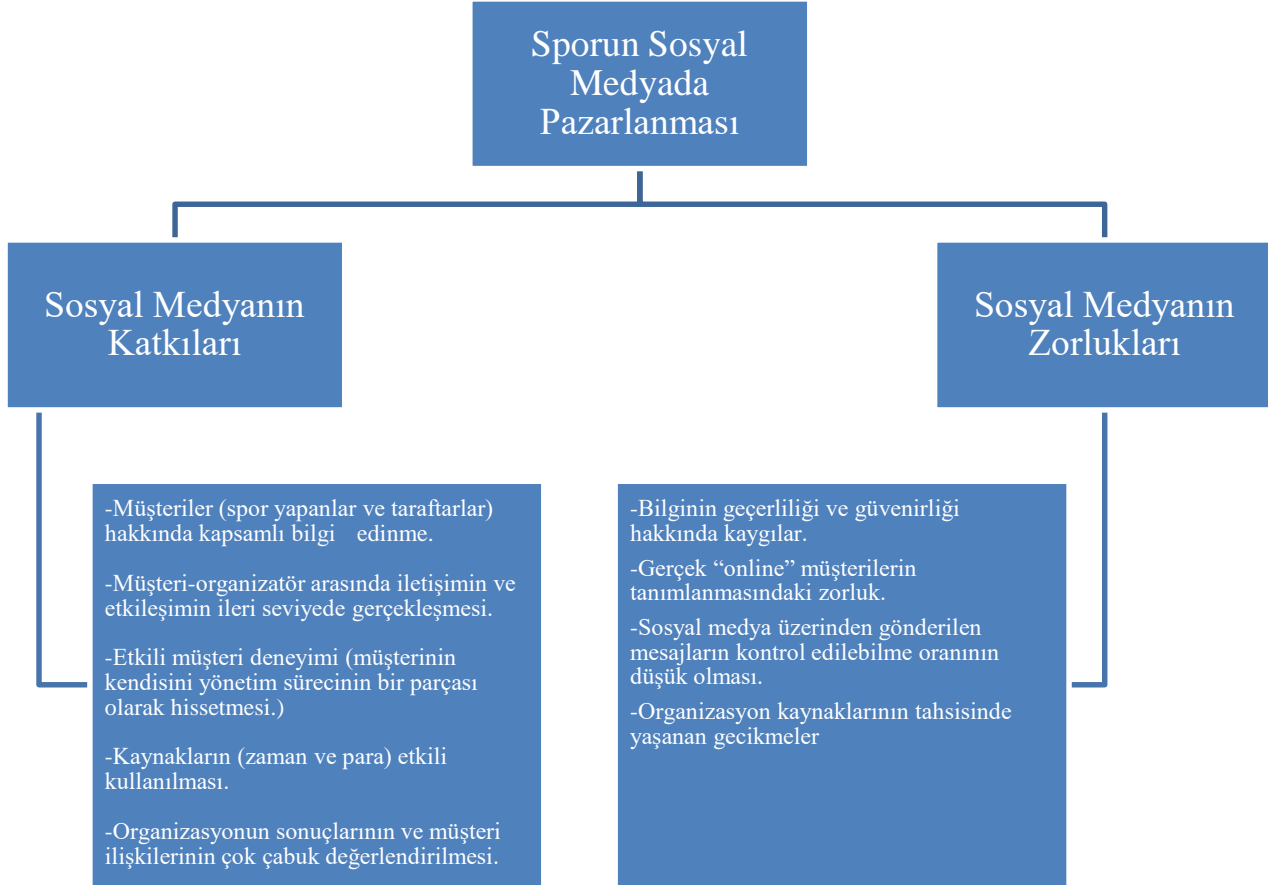 Sporun Sosyal
Medyada
Pazarlanması
Sosyal Medyanın
Katkıları
Sosyal Medyanın
Zorlukları
-Müşteriler (spor yapanlar ve taraftarlar)
hakkında kapsamlı bilgi edinme.
-Müşteri-organizatör arasında iletişimin ve
etkileşimin ileri seviyede gerçekleşmesi.
-Etkili müşteri deneyimi (müşterinin
kendisini yönetim sürecinin bir parçası
olarak hissetmesi.)
-Kaynakların (zaman ve para) etkili
kullanılması.
-Organizasyonun sonuçlarının ve müşteri
ilişkilerinin çok çabuk değerlendirilmesi.
-Bilginin geçerliliği ve güvenirliği
hakkında kaygılar.
-Gerçek “online” müşterilerin
tanımlanmasındaki zorluk.
-Sosyal medya üzerinden gönderilen
mesajların kontrol edilebilme oranının
düşük olması.
-Organizasyon kaynaklarının tahsisinde
yaşanan gecikmeler